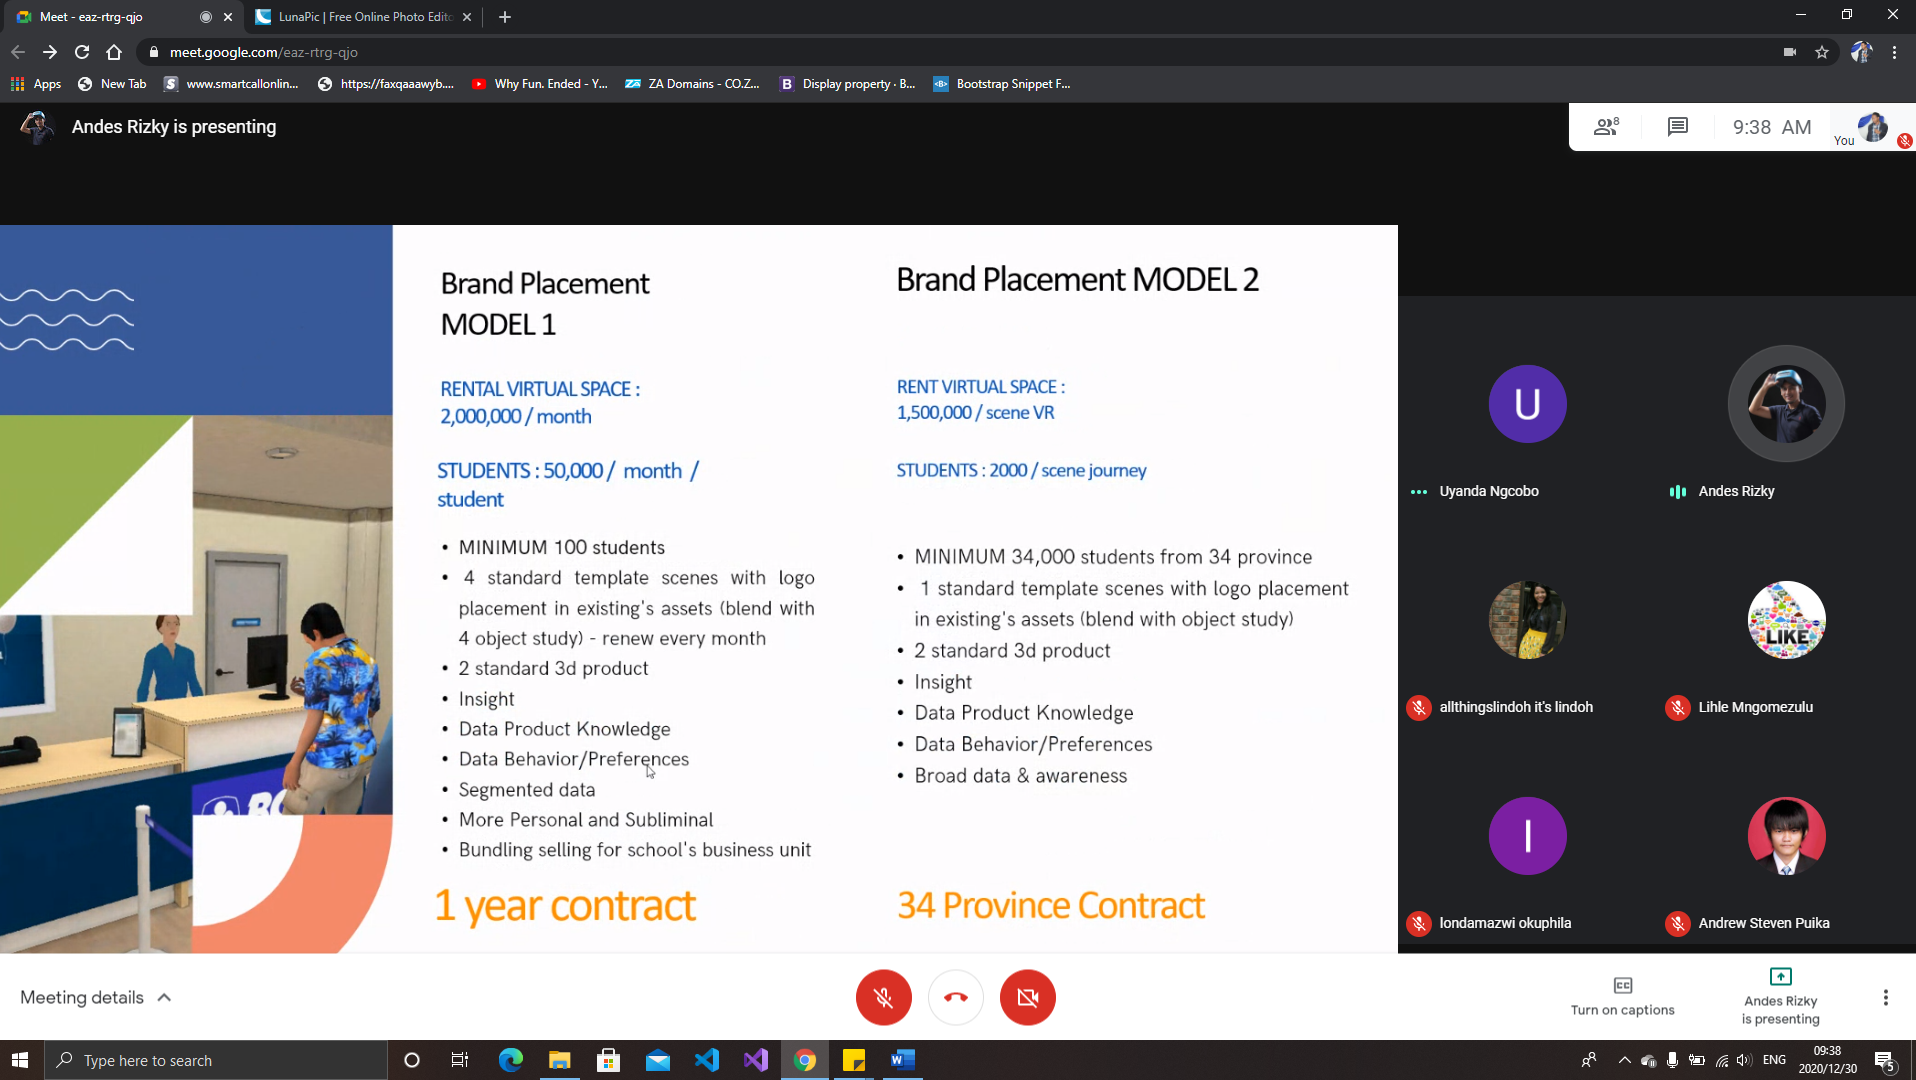 Meet - eaz-rtrg-qjo
LunaPic | Free Online Photo Edito
meet.google.com/eaz-rtrg-qjo
Apps
New Tab
www.smartcallonlin...
https://faxqaaawyb....
Why Fun. Ended - Y...
ZA Domains - CO.Z...
B
Display property · B...
Bootstrap Snippet F...
Andes Rizky is presenting
8
9:38 AM
You
Brand Placement
MODEL 1
RENTAL VIRTUAL SPACE :
2,000,000 / month
STUDENTS : 50,000 / month /
student
• MINIMUM 100 students
• 4 standard template scenes with logo
placement in existing's assets (blend with
4 object study) - renew every month
• 2 standard 3d product
• Insight
• Data Product Knowledge
• Data Behavior/Preferences
• Segmented data
• More Personal and Subliminal
• Bundling selling for school's business unit
1 year contract
Brand Placement MODEL 2
RENT VIRTUAL SPACE :
1,500,000 / scene VR
STUDENTS : 2000 / scene journey
• MINIMUM 34,000 students from 34 province
• 1 standard template scenes with logo placement
in existing's assets (blend with object study)
• 2 standard 3d product
• Insight
• Data Product Knowledge
• Data Behavior/Preferences
• Broad data & awareness
34 Province Contract
U
Uyanda Ngcobo
Andes Rizky
allthingslindoh it's lindoh
LIKE
Lihle Mngomezulu
I
londamazwi okuphila
Andrew Steven Puika
Meeting details
CC
Turn on captions
Andes Rizky
is presenting
Type here to search
ENG
09:38
2020/12/30
5